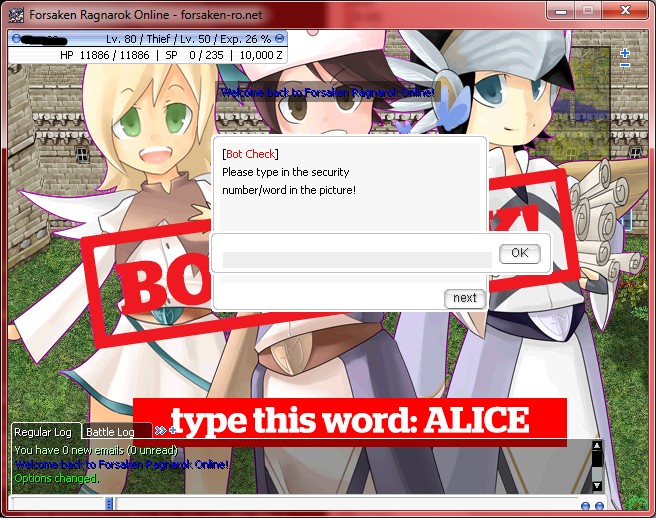 Forsaken Ragnarok Online - forsaken-ro.net
Lv. 80 / Thief / Lv. 50 / Exp. 26 %
HP 11886 / 11886 | SP 0 / 235 | 10,000 Z
Welcome back to Forsaken Ragnarok Online!
[Bot Check]
Please type in the security
number/word in the picture!
OK
BO
next
type this word: ALICE
Regular Log
Battle Log
You have 0 new emails (0 unread)
Welcome back to Forsaken Ragnarok Online!
Options changed.